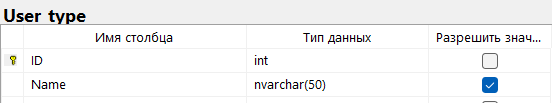 User type
Имя столбца Тип данных Разрешить знач...
ID int
Name nvarchar(50)